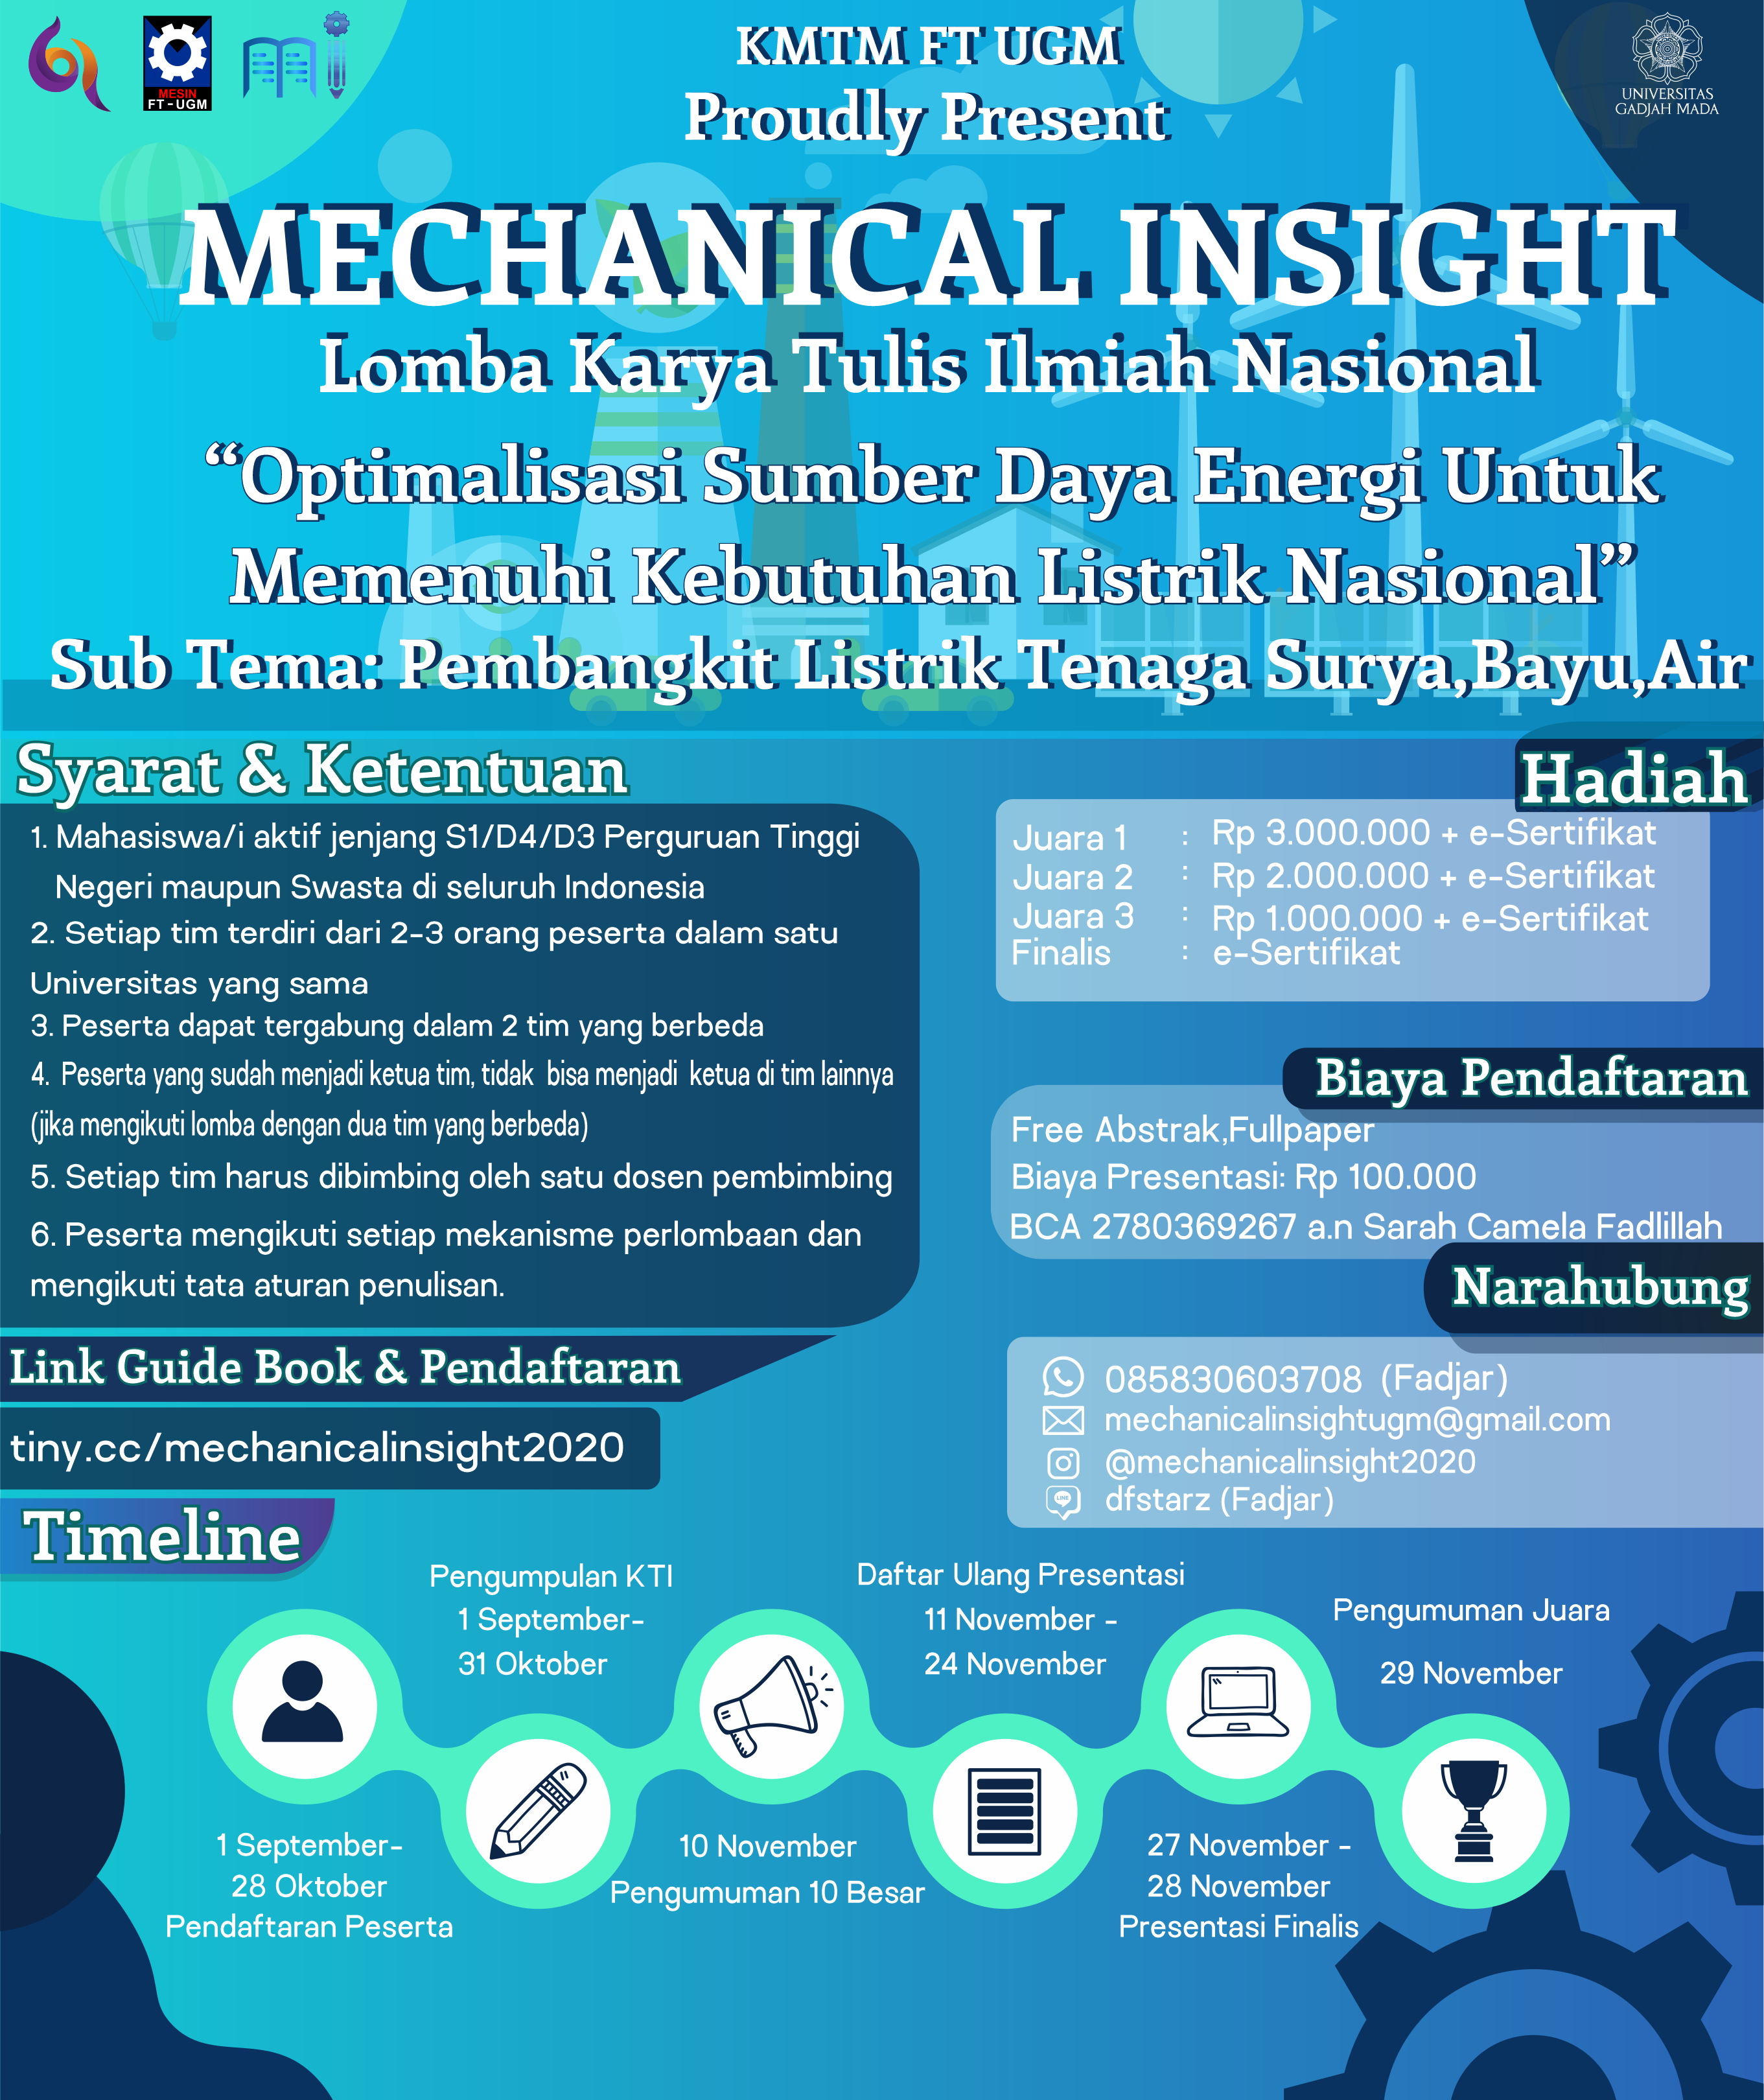 MESIN
FT-UGM
UNIVERSITAS
GADJAH MADA
KMTM FT UGM
Proudly Present
MECHANICAL INSIGHT
Lomba Karya Tulis Ilmiah Nasional
“Optimalisasi Sumber Daya Energi Untuk
Memenuhi Kebutuhan Listrik Nasional”
Sub Tema: Pembangkit Listrik Tenaga Surya,Bayu,Air
Syarat & Ketentuan
1. Mahasiswa/i aktif jenjang S1/D4/D3 Perguruan Tinggi
Negeri maupun Swasta di seluruh Indonesia
2. Setiap tim terdiri dari 2-3 orang peserta dalam satu
Universitas yang sama
3. Peserta dapat tergabung dalam 2 tim yang berbeda
4. Peserta yang sudah menjadi ketua tim, tidak bisa menjadi ketua di tim lainnya
(jika mengikuti lomba dengan dua tim yang berbeda)
5. Setiap tim harus dibimbing oleh satu dosen pembimbing
6. Peserta mengikuti setiap mekanisme perlombaan dan
mengikuti tata aturan penulisan.
Link Guide Book & Pendaftaran
tiny.cc/mechanicalinsight2020
Hadiah
Juara 1 : Rp 3.000.000 + e-Sertifikat
Juara 2 : Rp 2.000.000 + e-Sertifikat
Juara 3 : Rp 1.000.000 + e-Sertifikat
Finalis : e-Sertifikat
Biaya Pendaftaran
Free Abstrak,Fullpaper
Biaya Presentasi: Rp 100.000
BCA 2780369267 a.n Sarah Camela Fadlillah
Narahubung
085830603708 (Fadjar)
mechanicalinsightugm@gmail.com
@mechanicalinsight2020
LINE
dfstarz (Fadjar)
Timeline
1 September-
28 Oktober
Pendaftaran Peserta
Pengumpulan KTI
1 September-
31 Oktober
10 November
Pengumuman 10 Besar
Daftar Ulang Presentasi
11 November -
24 November
27 November -
28 November
Presentasi Finalis
Pengumuman Juara
29 November